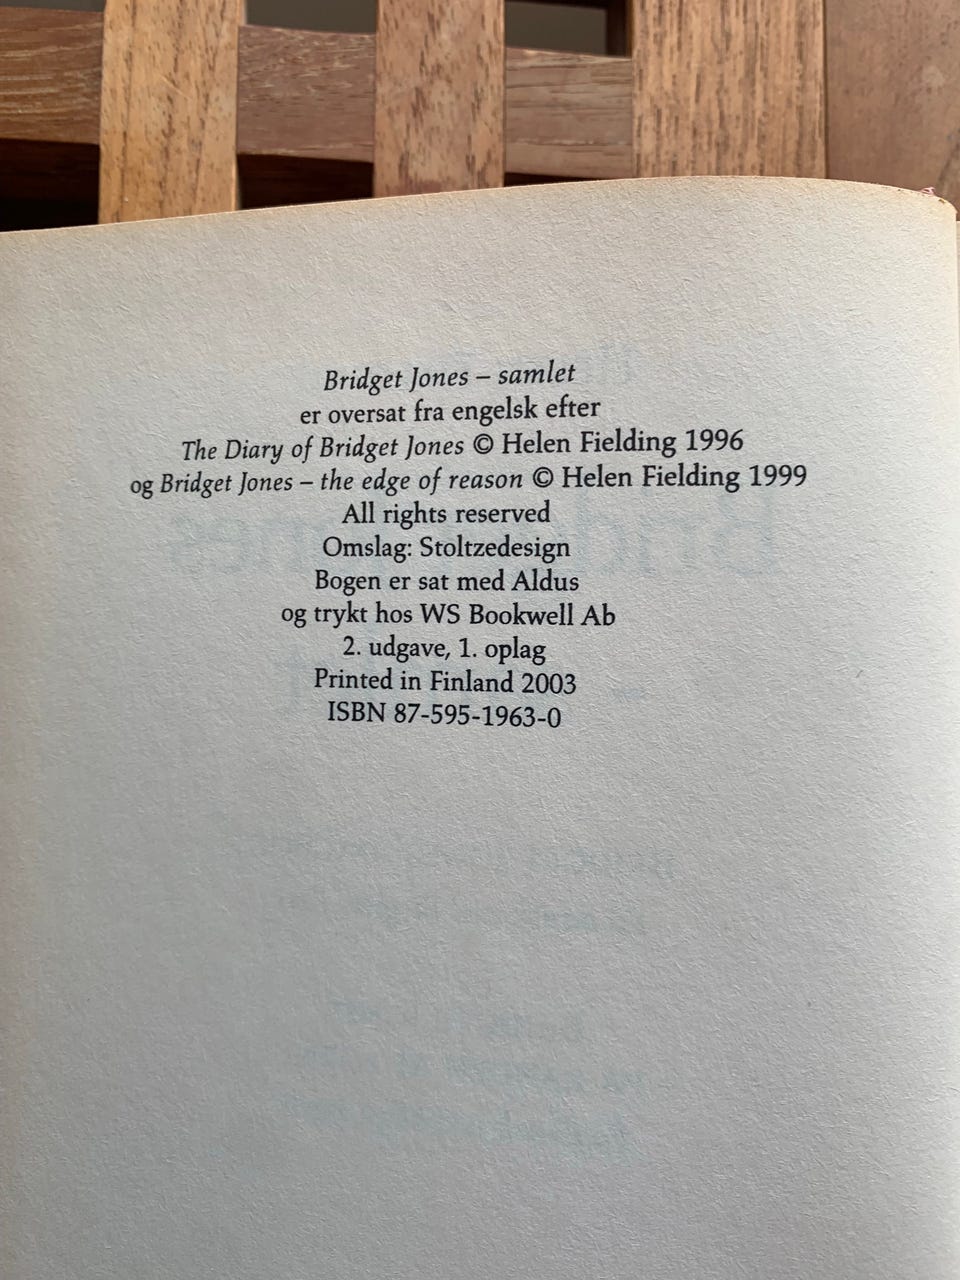 Bridget Jones – samlet
er oversat fra engelsk efter
The Diary of Bridget Jones © Helen Fielding 1996
og Bridget Jones – the edge of reason © Helen Fielding 1999
All rights reserved
Omslag: Stoltzedesign
Bogen er sat med Aldus
og trykt hos WS Bookwell Ab
2. udgave, 1. oplag
Printed in Finland 2003
ISBN 87-595-1963-0